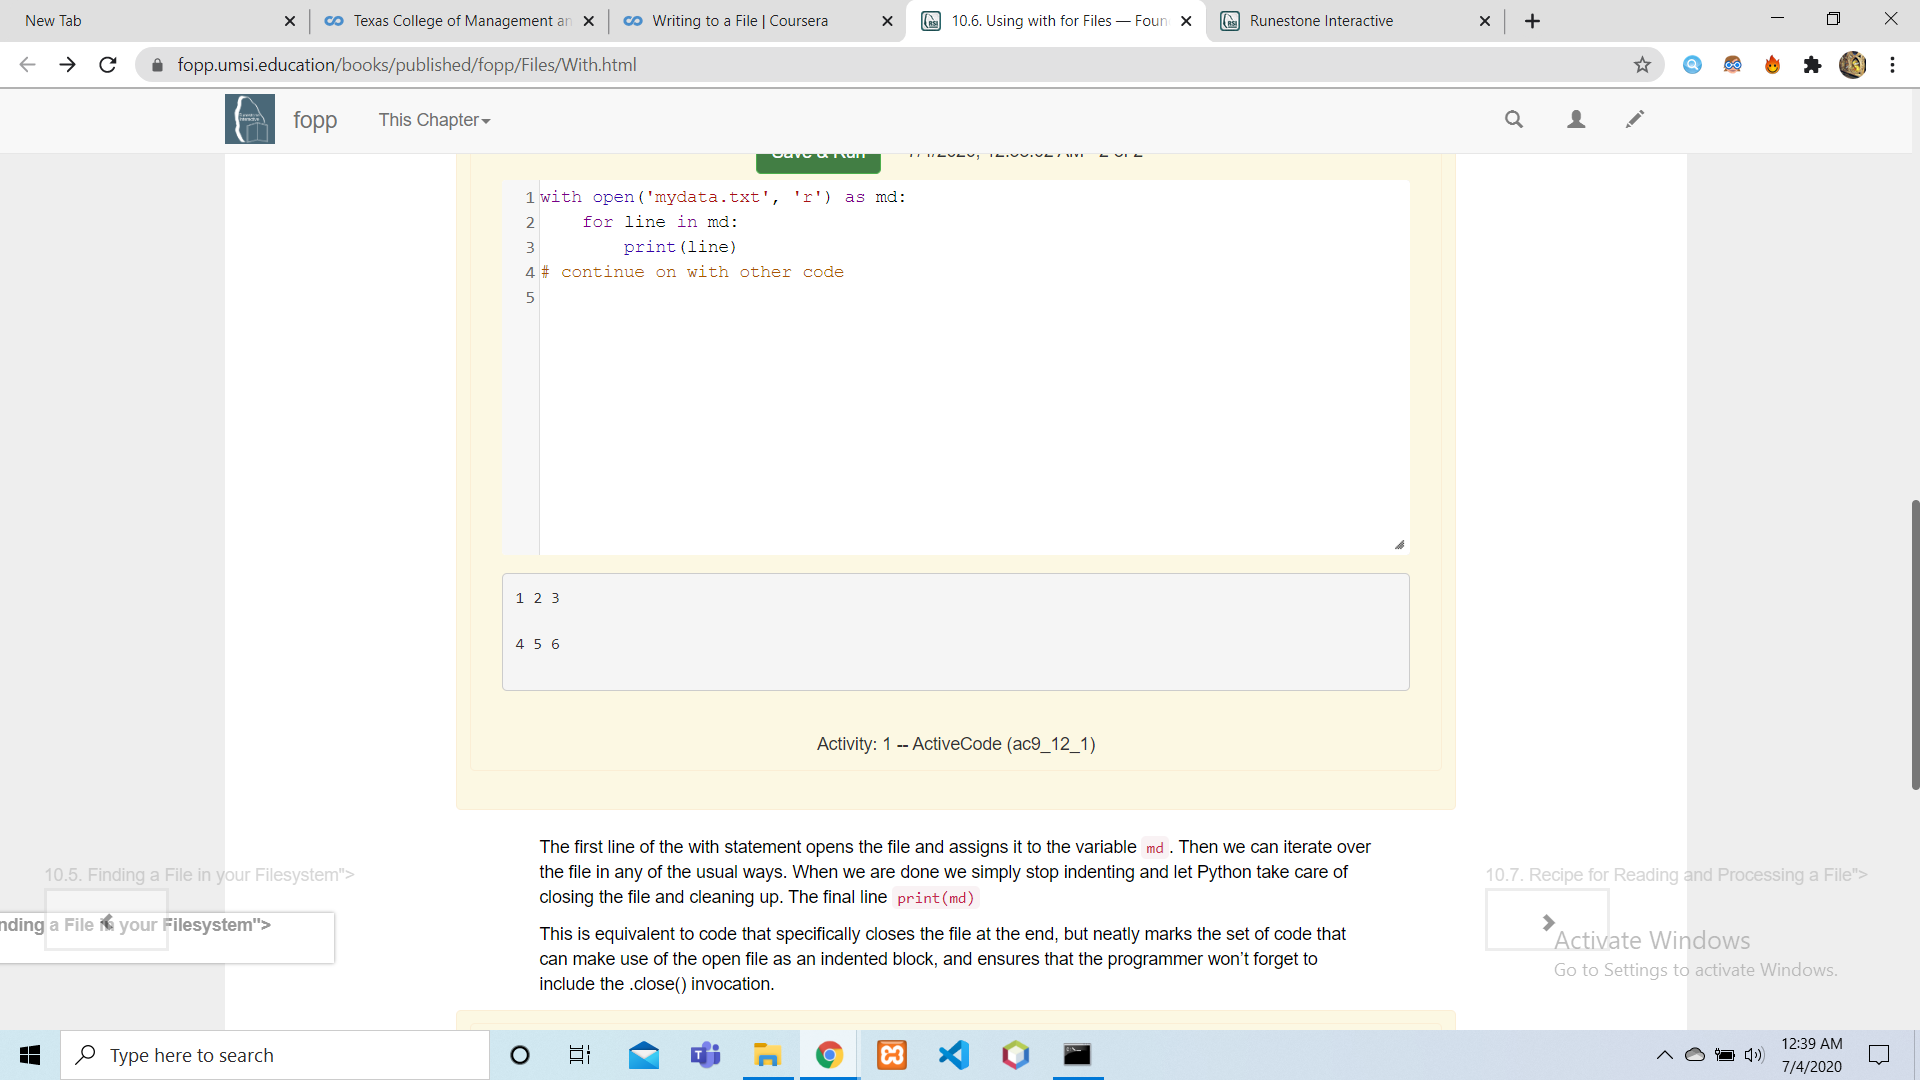 New Tab
Texas College of Management an
Writing to a File | Coursera
10.6. Using with for Files — Foun
Runestone Interactive
fopp.umsi.education/books/published/fopp/Files/With.html
fopp
This Chapter
Save & Run
1 with open('mydata.txt', 'r') as md:
2     for line in md:
3         print(line)
4 # continue on with other code
5
1 2 3
4 5 6
Activity: 1 -- ActiveCode (ac9_12_1)
The first line of the with statement opens the file and assigns it to the variable md . Then we can iterate over
the file in any of the usual ways. When we are done we simply stop indenting and let Python take care of
closing the file and cleaning up. The final line print(md)
This is equivalent to code that specifically closes the file at the end, but neatly marks the set of code that
can make use of the open file as an indented block, and ensures that the programmer won't forget to
include the .close() invocation.
10.5. Finding a File in your Filesystem">
nding a File in your Filesystem">
10.7. Recipe for Reading and Processing a File">
Activate Windows
Go to Settings to activate Windows.
Type here to search
12:39 AM
7/4/2020